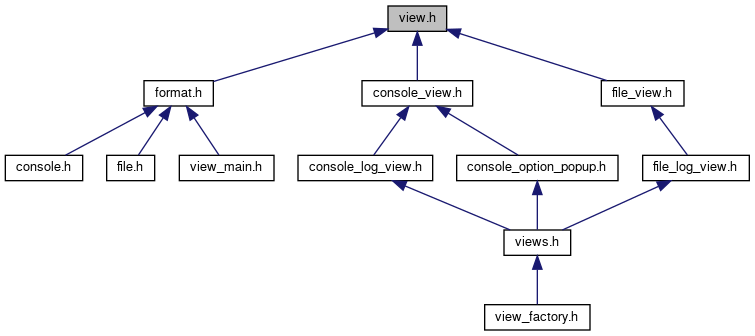 view.h
format.h
console_view.h
file_view.h
console.h
file.h
view_main.h
console_log_view.h
console_option_popup.h
file_log_view.h
views.h
view_factory.h